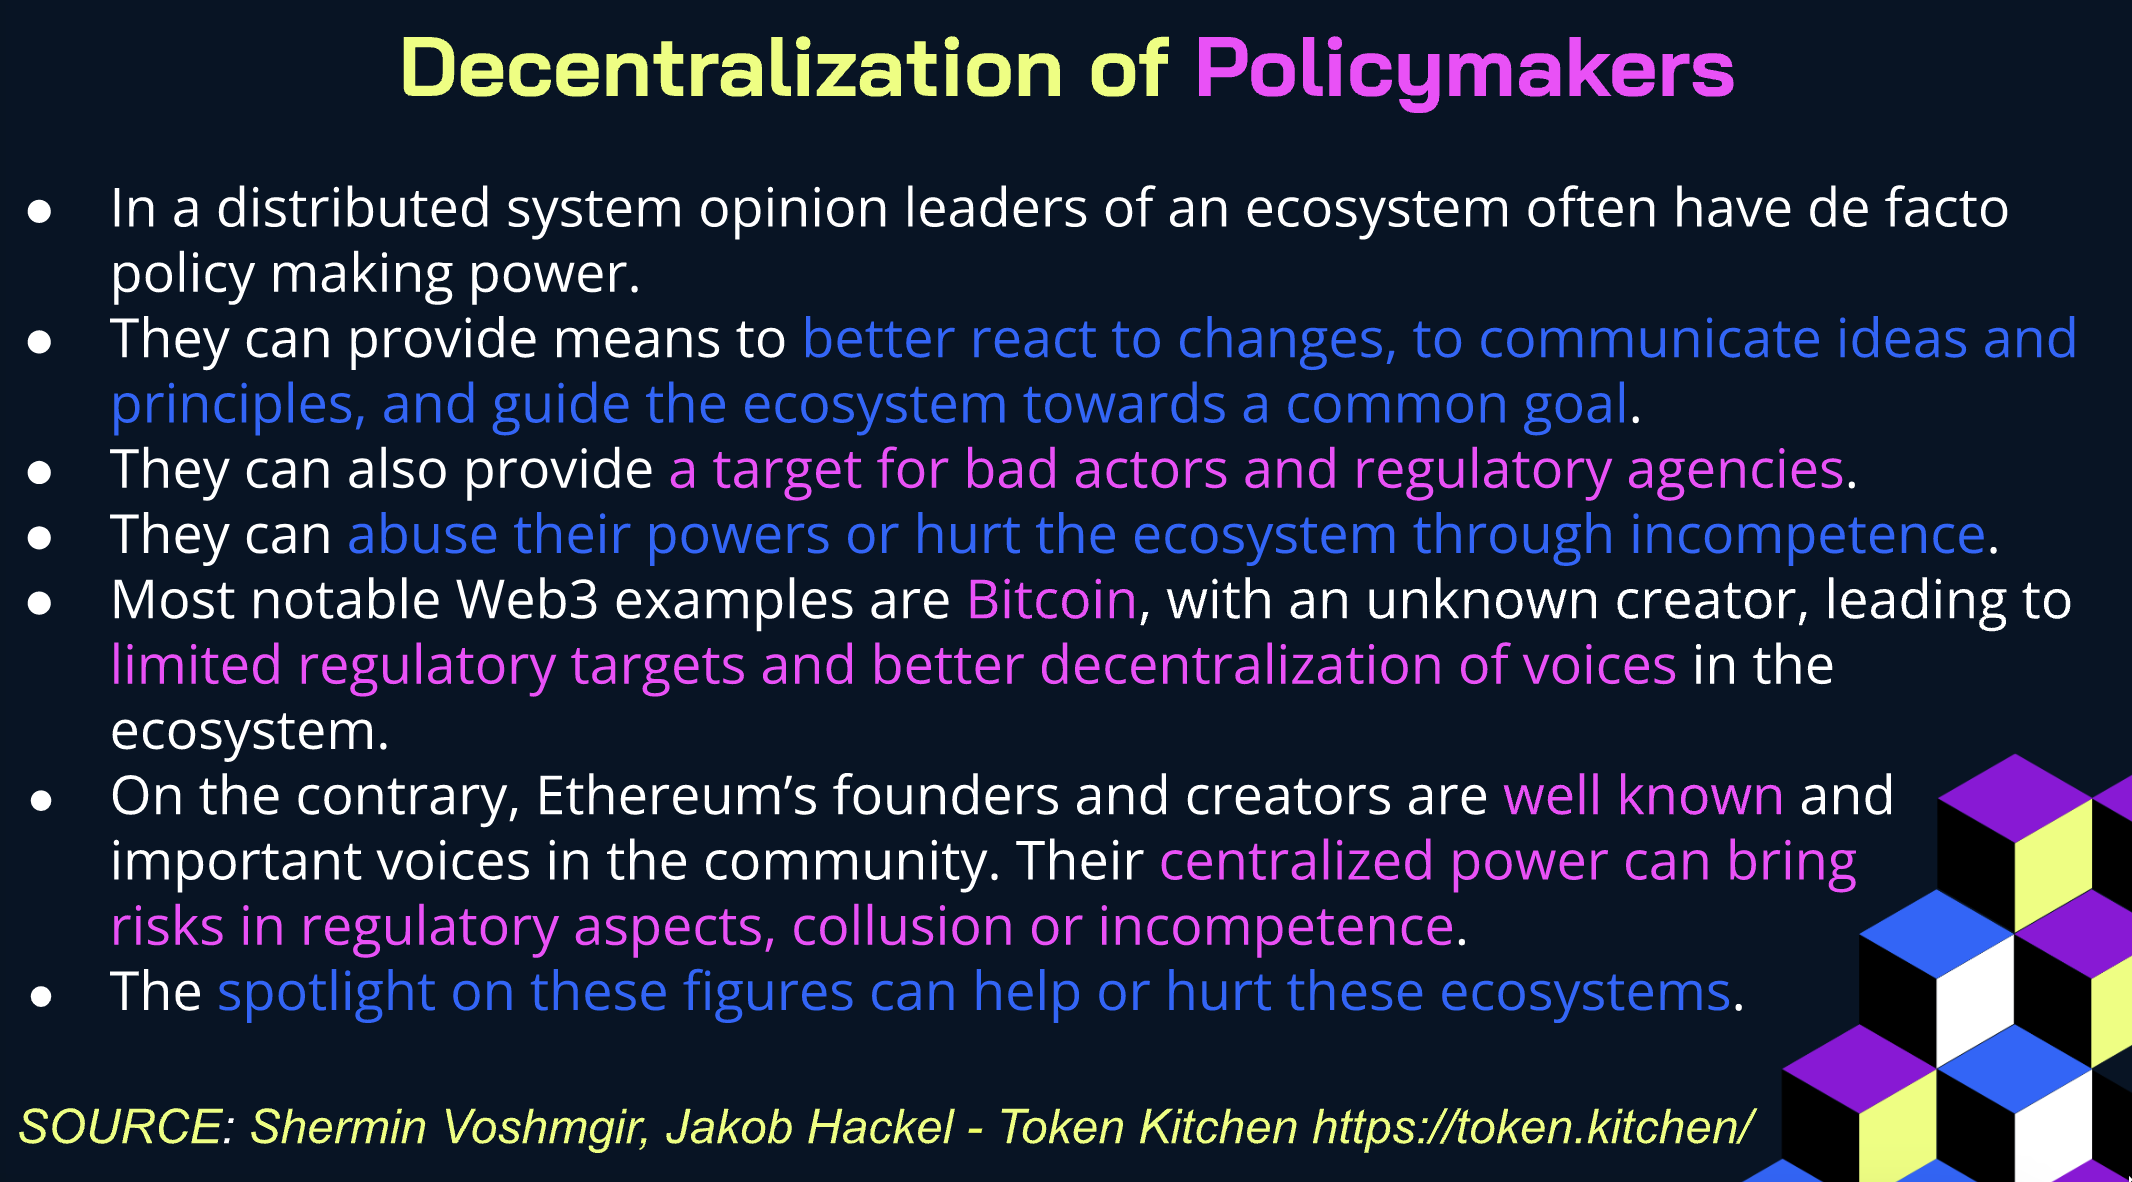 Decentralization of Policymakers
● In a distributed system opinion leaders of an ecosystem often have de facto
policy making power.
● They can provide means to better react to changes, to communicate ideas and
principles, and guide the ecosystem towards a common goal.
● They can also provide a target for bad actors and regulatory agencies.
● They can abuse their powers or hurt the ecosystem through incompetence.
● Most notable Web3 examples are Bitcoin, with an unknown creator, leading to
limited regulatory targets and better decentralization of voices in the
ecosystem.
● On the contrary, Ethereum’s founders and creators are well known and
important voices in the community. Their centralized power can bring
risks in regulatory aspects, collusion or incompetence.
● The spotlight on these figures can help or hurt these ecosystems.
SOURCE: Shermin Voshmgir, Jakob Hackel - Token Kitchen https://token.kitchen/